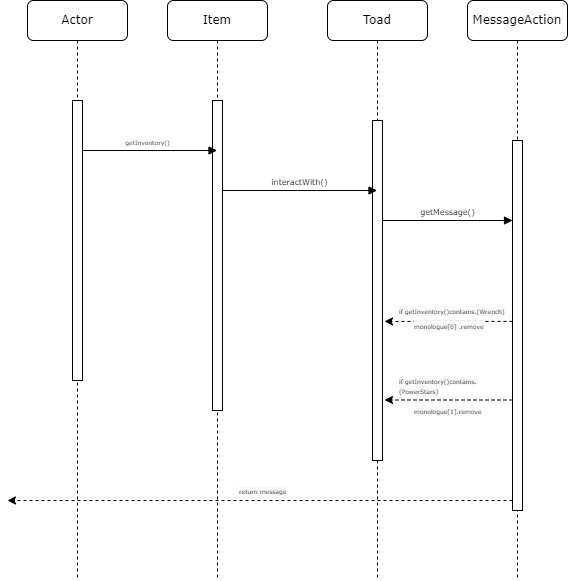 Actor
Item
Toad
MessageAction
getInventory()
interactWith()
getMessage()
if getInventory()contains.(Wrench)
monologue[0] .remove
if getInventory()contains.
(PowerStars)
monologue[1].remove
return message